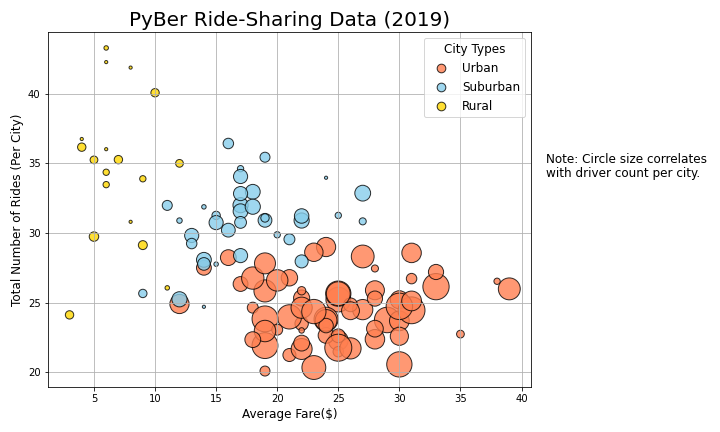 PyBer Ride-Sharing Data (2019)
City Types
Urban
Suburban
Rural
Total Number of Rides (Per City)
40
35
30
25
20
5
10
15
20
25
30
35
40
Average Fare($)
Note: Circle size correlates
with driver count per city.